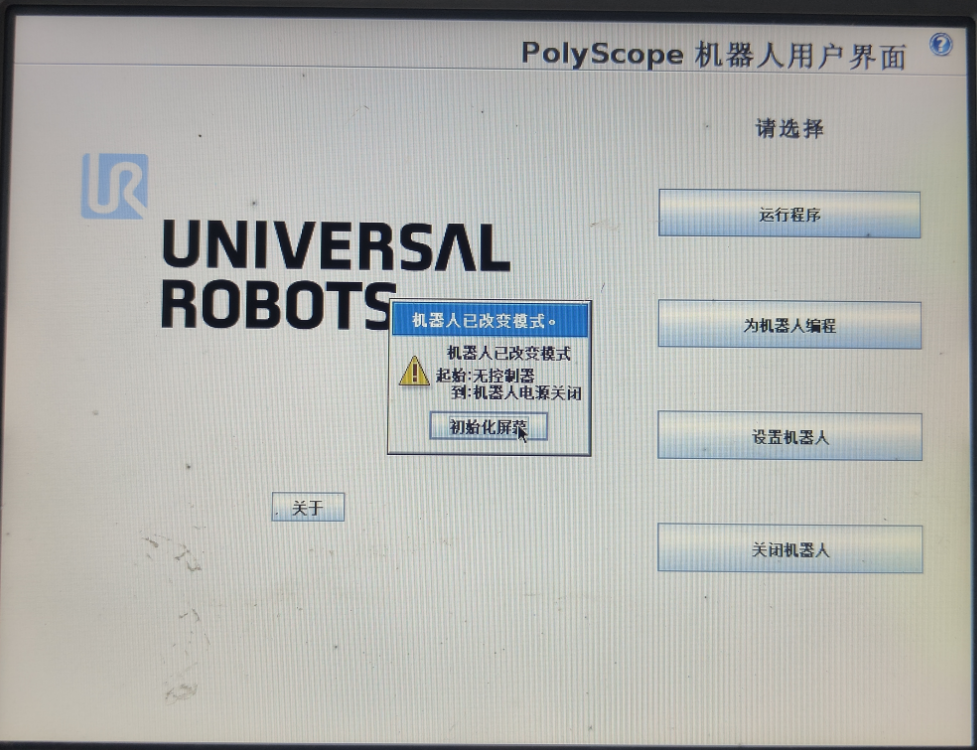 PolyScope 机器人用户界面
?
请选择
UR
UNIVERSAL
ROBOTS
运行程序
为机器人编程
设置机器人
关闭机器人
机器人已改变模式。
机器人已改变模式
起始:无控制器
到:机器人电源关闭
初始化屏幕
关于